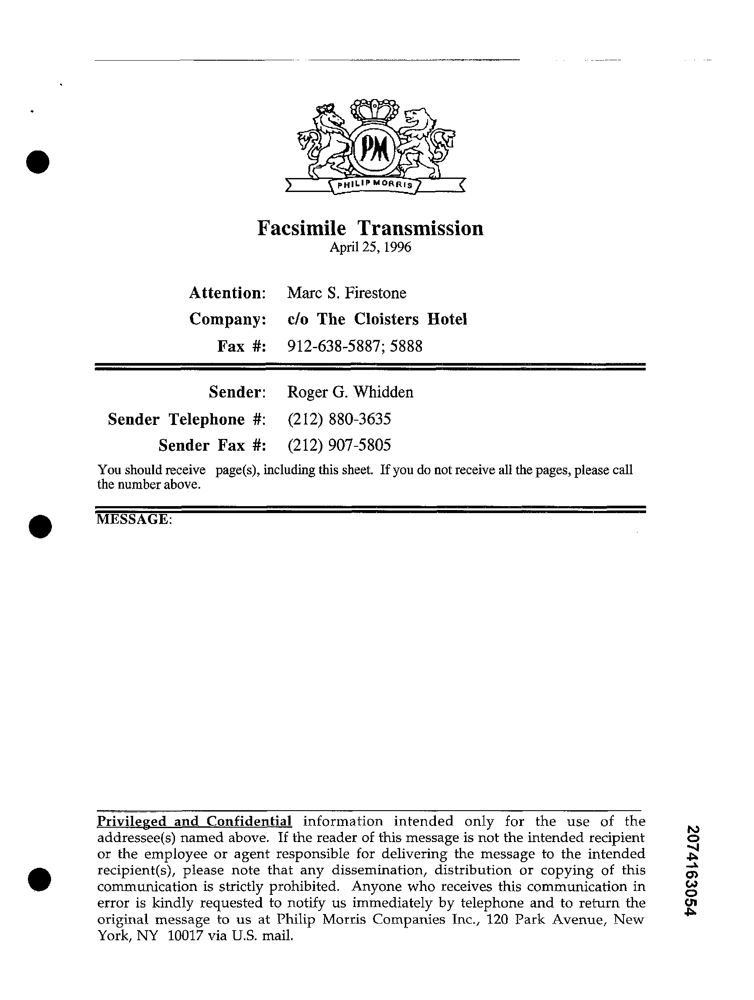 PM
PHILIP MORRIS
Facsimile Transmission
April 25, 1996
Attention: Marc S. Firestone
Company: c/o The Cloisters Hotel
Fax #: 912-638-5887; 5888
Sender: Roger G. Whidden
Sender Telephone #: (212) 880-3635
Sender Fax #: (212) 907-5805
You should receive page(s), including this sheet. If you do not receive all the pages, please call
the number above.
MESSAGE:
Privileged and Confidential information intended only for the use of the
addressee(s) named above. If the reader of this message is not the intended recipient
or the employee or agent responsible for delivering the message to the intended
recipient(s), please note that any dissemination, distribution or copying of this
communication is strictly prohibited. Anyone who receives this communication in
error is kindly requested to notify us immediately by telephone and to return the
original message to us at Philip Morris Companies Inc., 120 Park Avenue, New
York, NY 10017 via U.S. mail.
2074163054